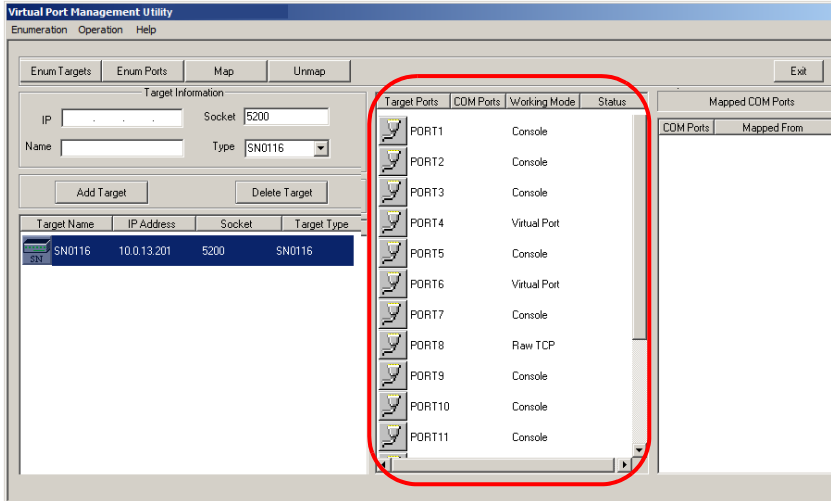 Virtual Port Management Utility
Enumeration Operation Help
Enum Targets Enum Ports Map Unmap Exit
Target Information
IP . . . Socket 5200
Name Type SN0116
Add Target Delete Target
Target Name IP Address Socket Target Type
SN SN0116 10.0.13.201 5200 SN0116
Target Ports COM Ports Working Mode Status
PORT1 Console
PORT2 Console
PORT3 Console
PORT4 Virtual Port
PORT5 Console
PORT6 Virtual Port
PORT7 Console
PORT8 Raw TCP
PORT9 Console
PORT10 Console
PORT11 Console
Mapped COM Ports
COM Ports Mapped From